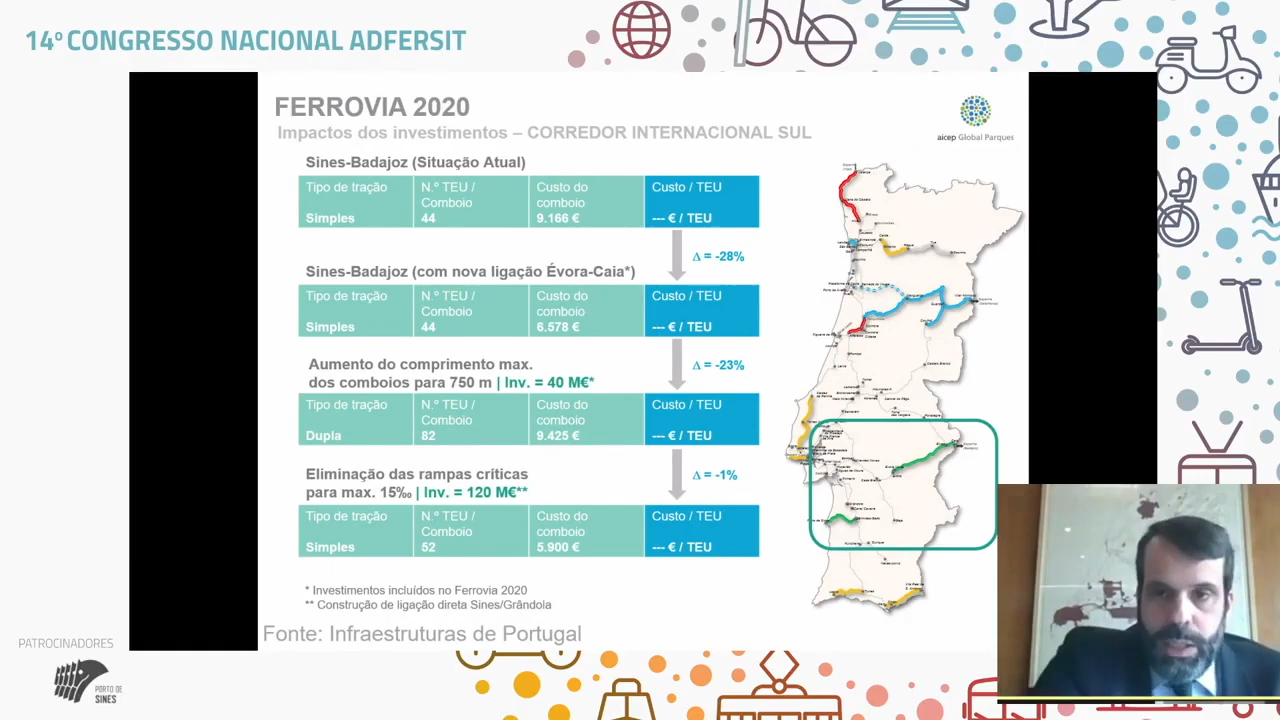 14º CONGRESSO NACIONAL ADFERSIT
FERROVIA 2020
Impactos dos investimentos – CORREDOR INTERNACIONAL SUL
aicep Global Parques
Sines-Badajoz (Situação Atual)
Tipo de tração
Simples
N.º TEU /
Comboio
44
Custo do
comboio
9.166 €
Custo / TEU
--- € / TEU
Δ = -28%
Sines-Badajoz (com nova ligação Évora-Caia*)
Tipo de tração
Simples
N.º TEU /
Comboio
44
Custo do
comboio
6.578 €
Custo / TEU
--- € / TEU
Δ = -23%
Aumento do comprimento max.
dos comboios para 750 m | Inv. = 40 M€*
Tipo de tração
Dupla
N.º TEU /
Comboio
82
Custo do
comboio
9.425 €
Custo / TEU
--- € / TEU
Δ = -1%
Eliminação das rampas críticas
para max. 15‰ | Inv. = 120 M€**
Tipo de tração
Simples
N.º TEU /
Comboio
52
Custo do
comboio
5.900 €
Custo / TEU
--- € / TEU
* Investimentos incluídos no Ferrovia 2020
** Construção de ligação direta Sines/Grândola
Fonte: Infraestruturas de Portugal
PATROCINADORES
PORTO DE
SINES